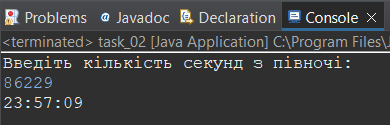 Problems Javadoc Declaration Console
<terminated> task_02 [Java Application] C:\Program Files\
Введіть кількість секунд з півночі:
86229
23:57:09